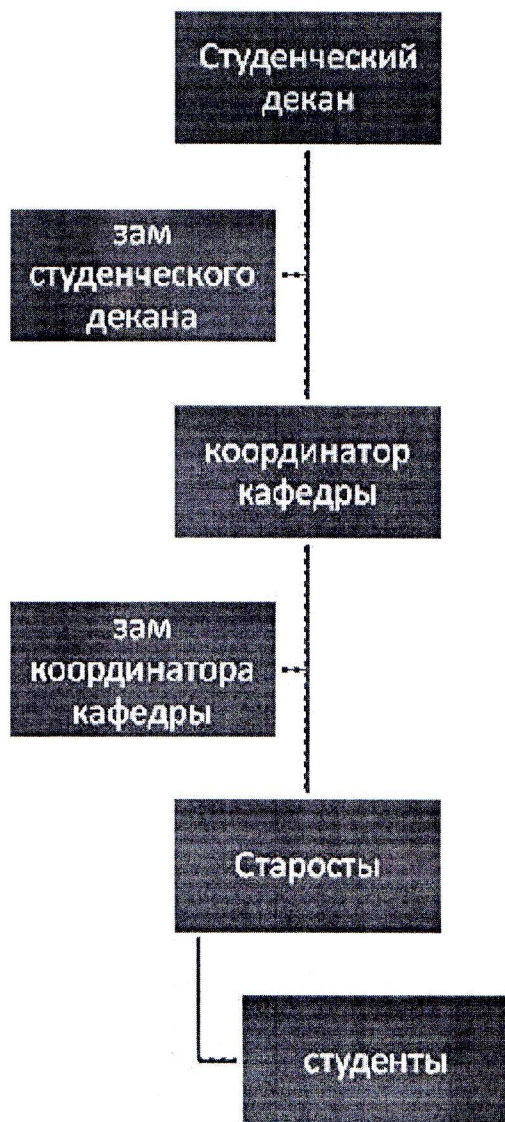 Студенческий
декан
зам
студенческого
декана
координатор
кафедры
зам
координатора
кафедры
Старосты
студенты